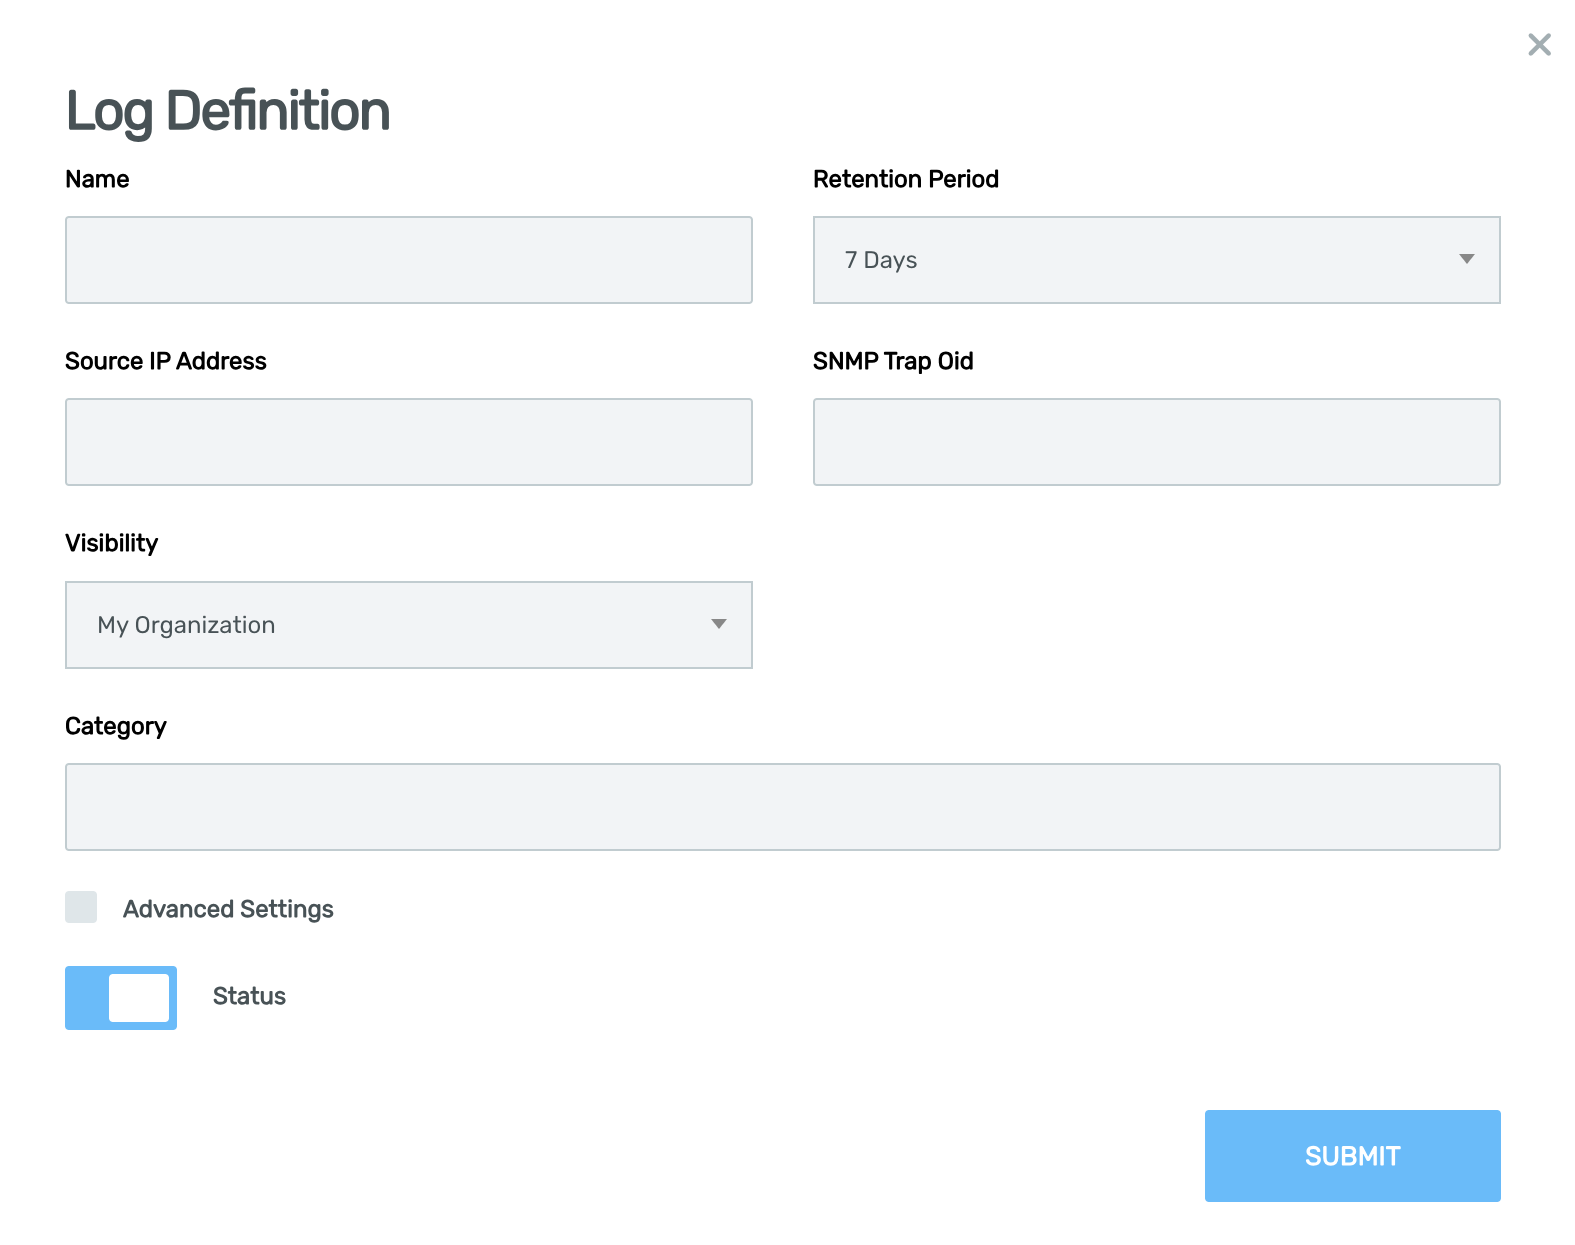 Log Definition
Name
Retention Period
7 Days
Source IP Address
SNMP Trap Oid
Visibility
My Organization
Category
Advanced Settings
Status
SUBMIT